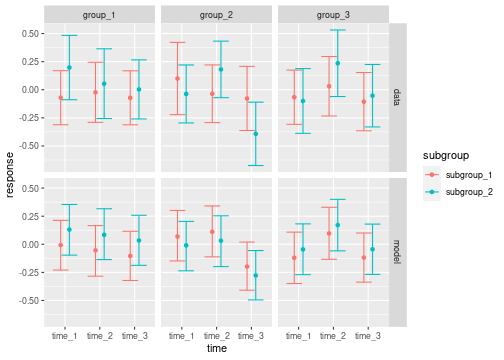 group_1
group_2
group_3
0.50
0.25
0.00
-0.25
-0.50
data
0.50
0.25
0.00
-0.25
-0.50
model
response
time_1 time_2 time_3
time_1 time_2 time_3
time_1 time_2 time_3
time
subgroup
subgroup_1
subgroup_2